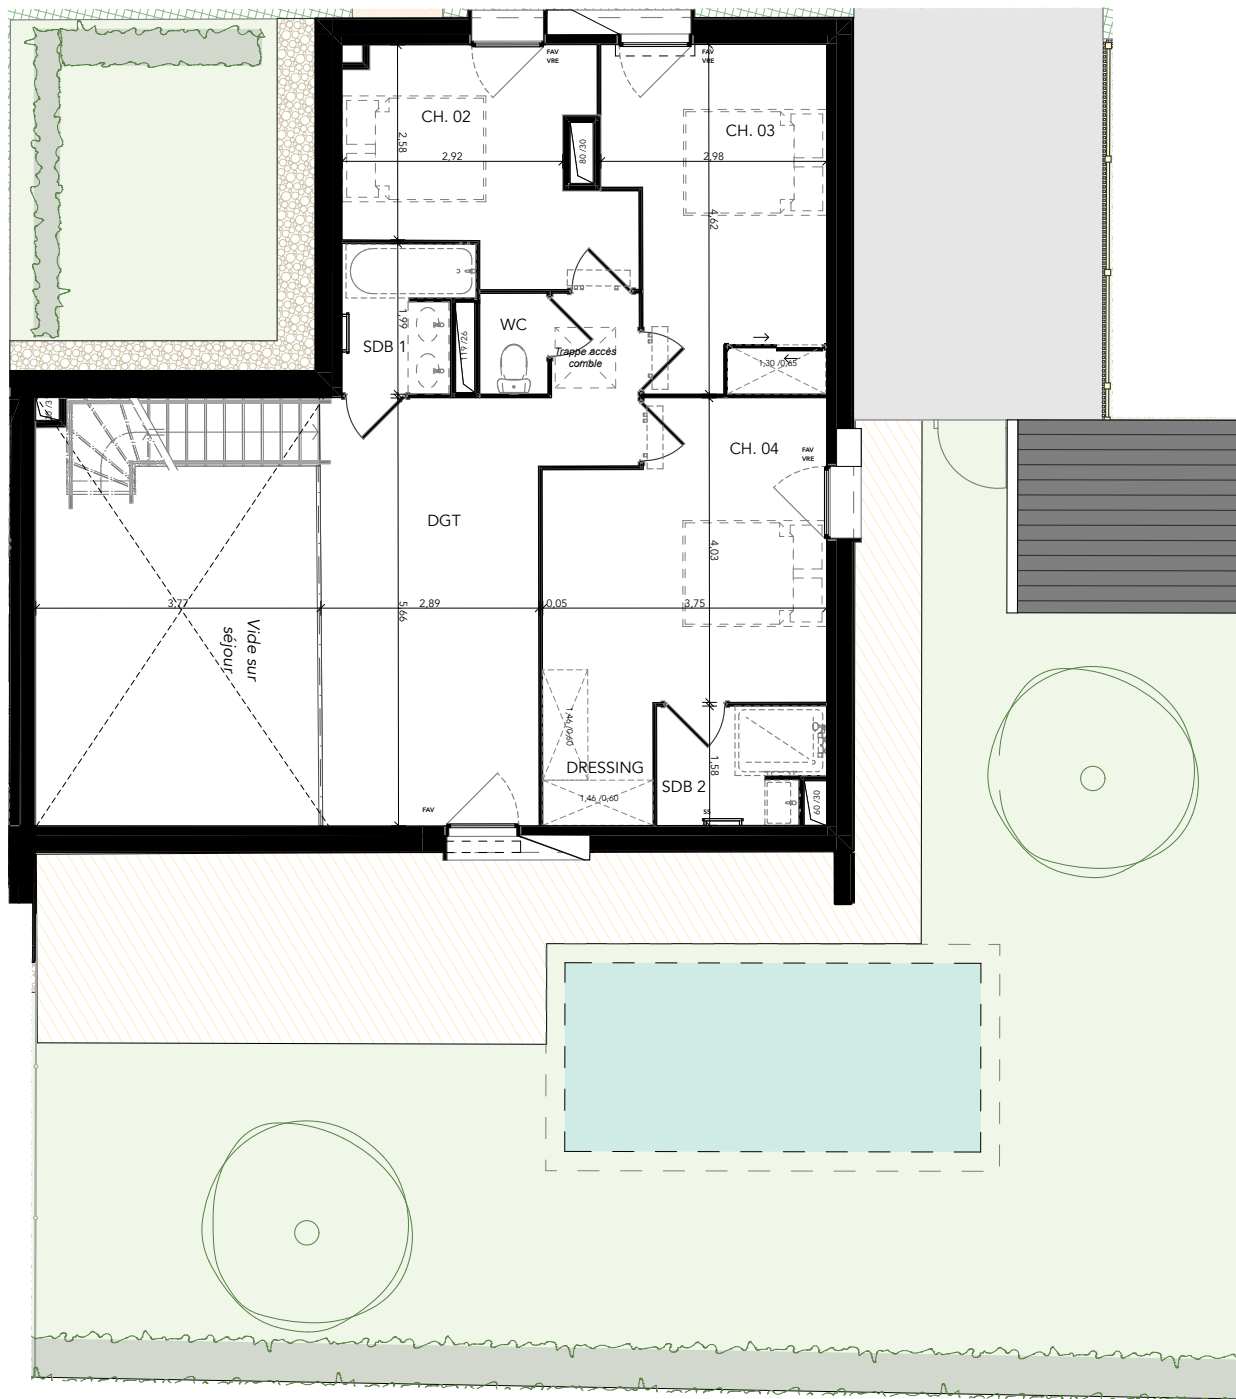 FAV
VRE
FAV
VRE
CH. 02
CH. 03
2,58
80 /30
2,92
2,98
4,62
1,99
WC
SDB 1
119 /26
Trappe accès
comble
1,30 /0,65
CH. 04
FAV
VRE
DGT
4,03
3,77
2,89
5,66
0,05
3,75
Vide sur
séjour
1,46 /0,60
DRESSING
1,58
SDB 2
1,46 /0,60
60 /30
FAV
SS